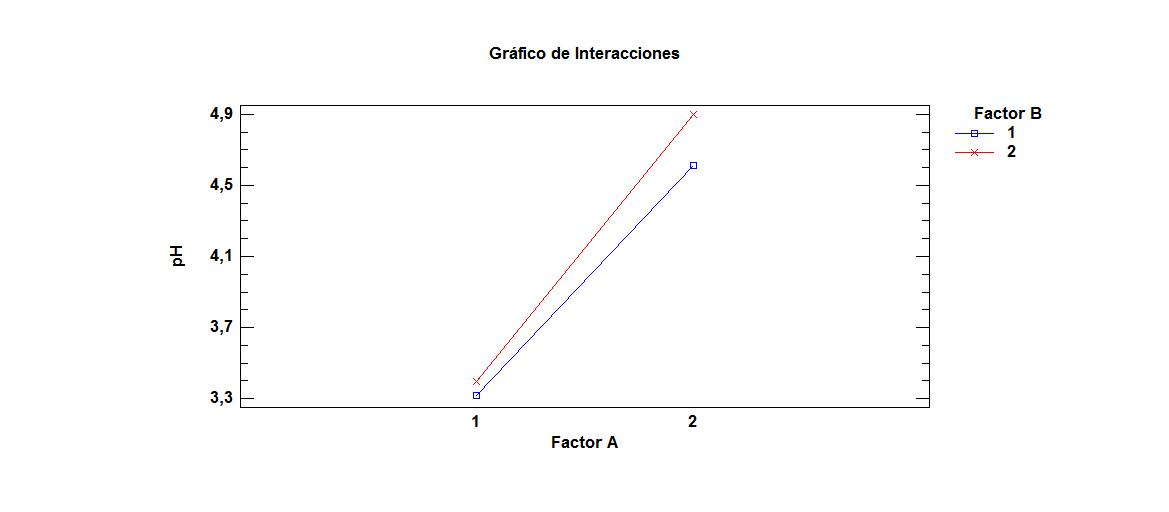 Gráfico de Interacciones
4,9
4,5
4,1
3,7
3,3
pH
1
2
Factor A
Factor B
1
2